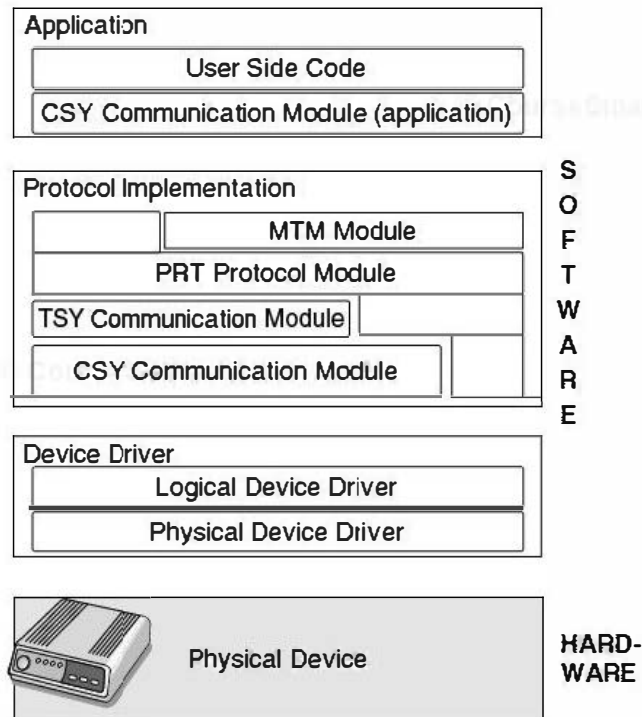 Application
User Side Code
CSY Communication Module (application)
Protocol Implementation
MTM Module
PRT Protocol Module
TSY Communication Module
CSY Communication Module
Device Driver
Logical Device Driver
Physical Device Driver
Physical Device
S
O
F
T
W
A
R
E
HARD-
WARE